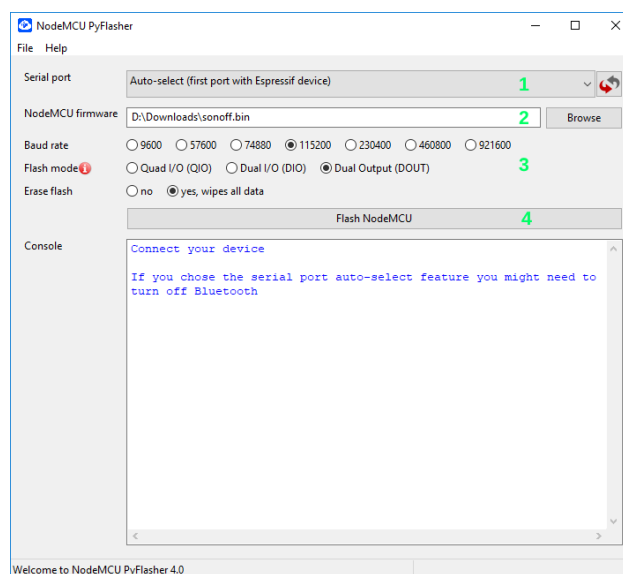 NodeMCU PyFlasher
File Help
Serial port Auto-select (first port with Espressif device) 1
NodeMCU firmware D:\Downloads\sonoff.bin 2 Browse
Baud rate 9600 57600 74880 115200 230400 460800 921600
Flash mode Quad I/O (QIO) Dual I/O (DIO) Dual Output (DOUT) 3
Erase flash no yes, wipes all data
Flash NodeMCU 4
Console Connect your device
If you chose the serial port auto-select feature you might need to
turn off Bluetooth
Welcome to NodeMCU PyFlasher 4.0